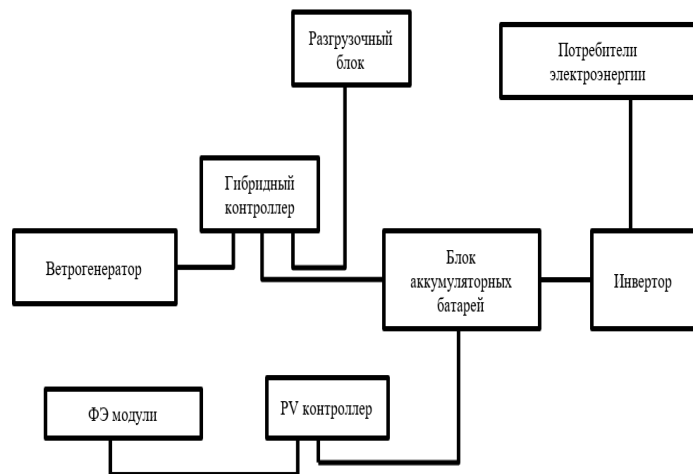 Разгрузочный
блок
Потребители
электроэнергии
Гибридный
контроллер
Ветрогенератор
Блок
аккумуляторных
батарей
Инвертор
ФЭ модули
PV контроллер